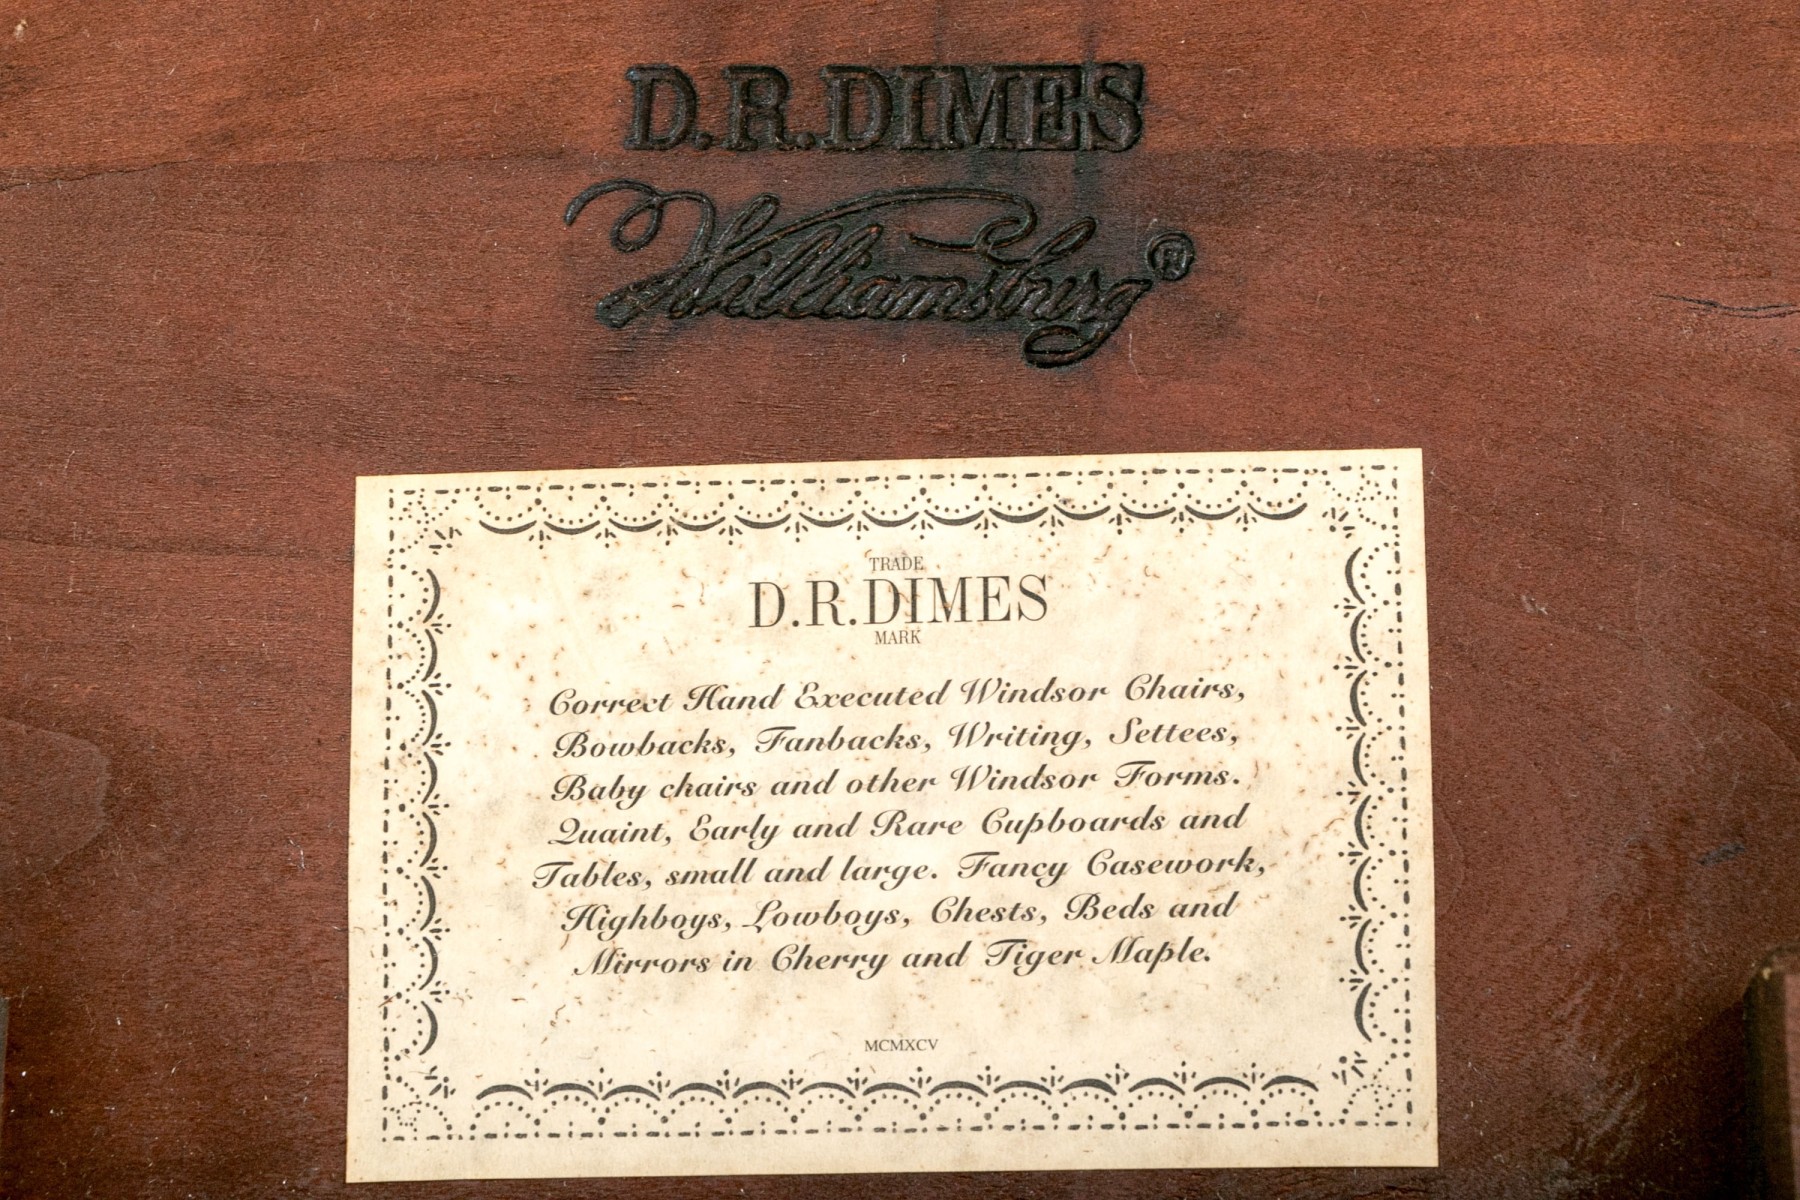 D.R.DIMES
Williamsburg®
TRADE
D.R.DIMES
MARK
Correct Hand Executed Windsor Chairs,
Bowbacks, Fanbacks, Writing, Settees,
Baby chairs and other Windsor Forms.
Quaint, Early and Rare Cupboards and
Tables, small and large. Fancy Casework,
Highboys, Lowboys, Chests, Beds and
Mirrors in Cherry and Tiger Maple.
MCMXCV